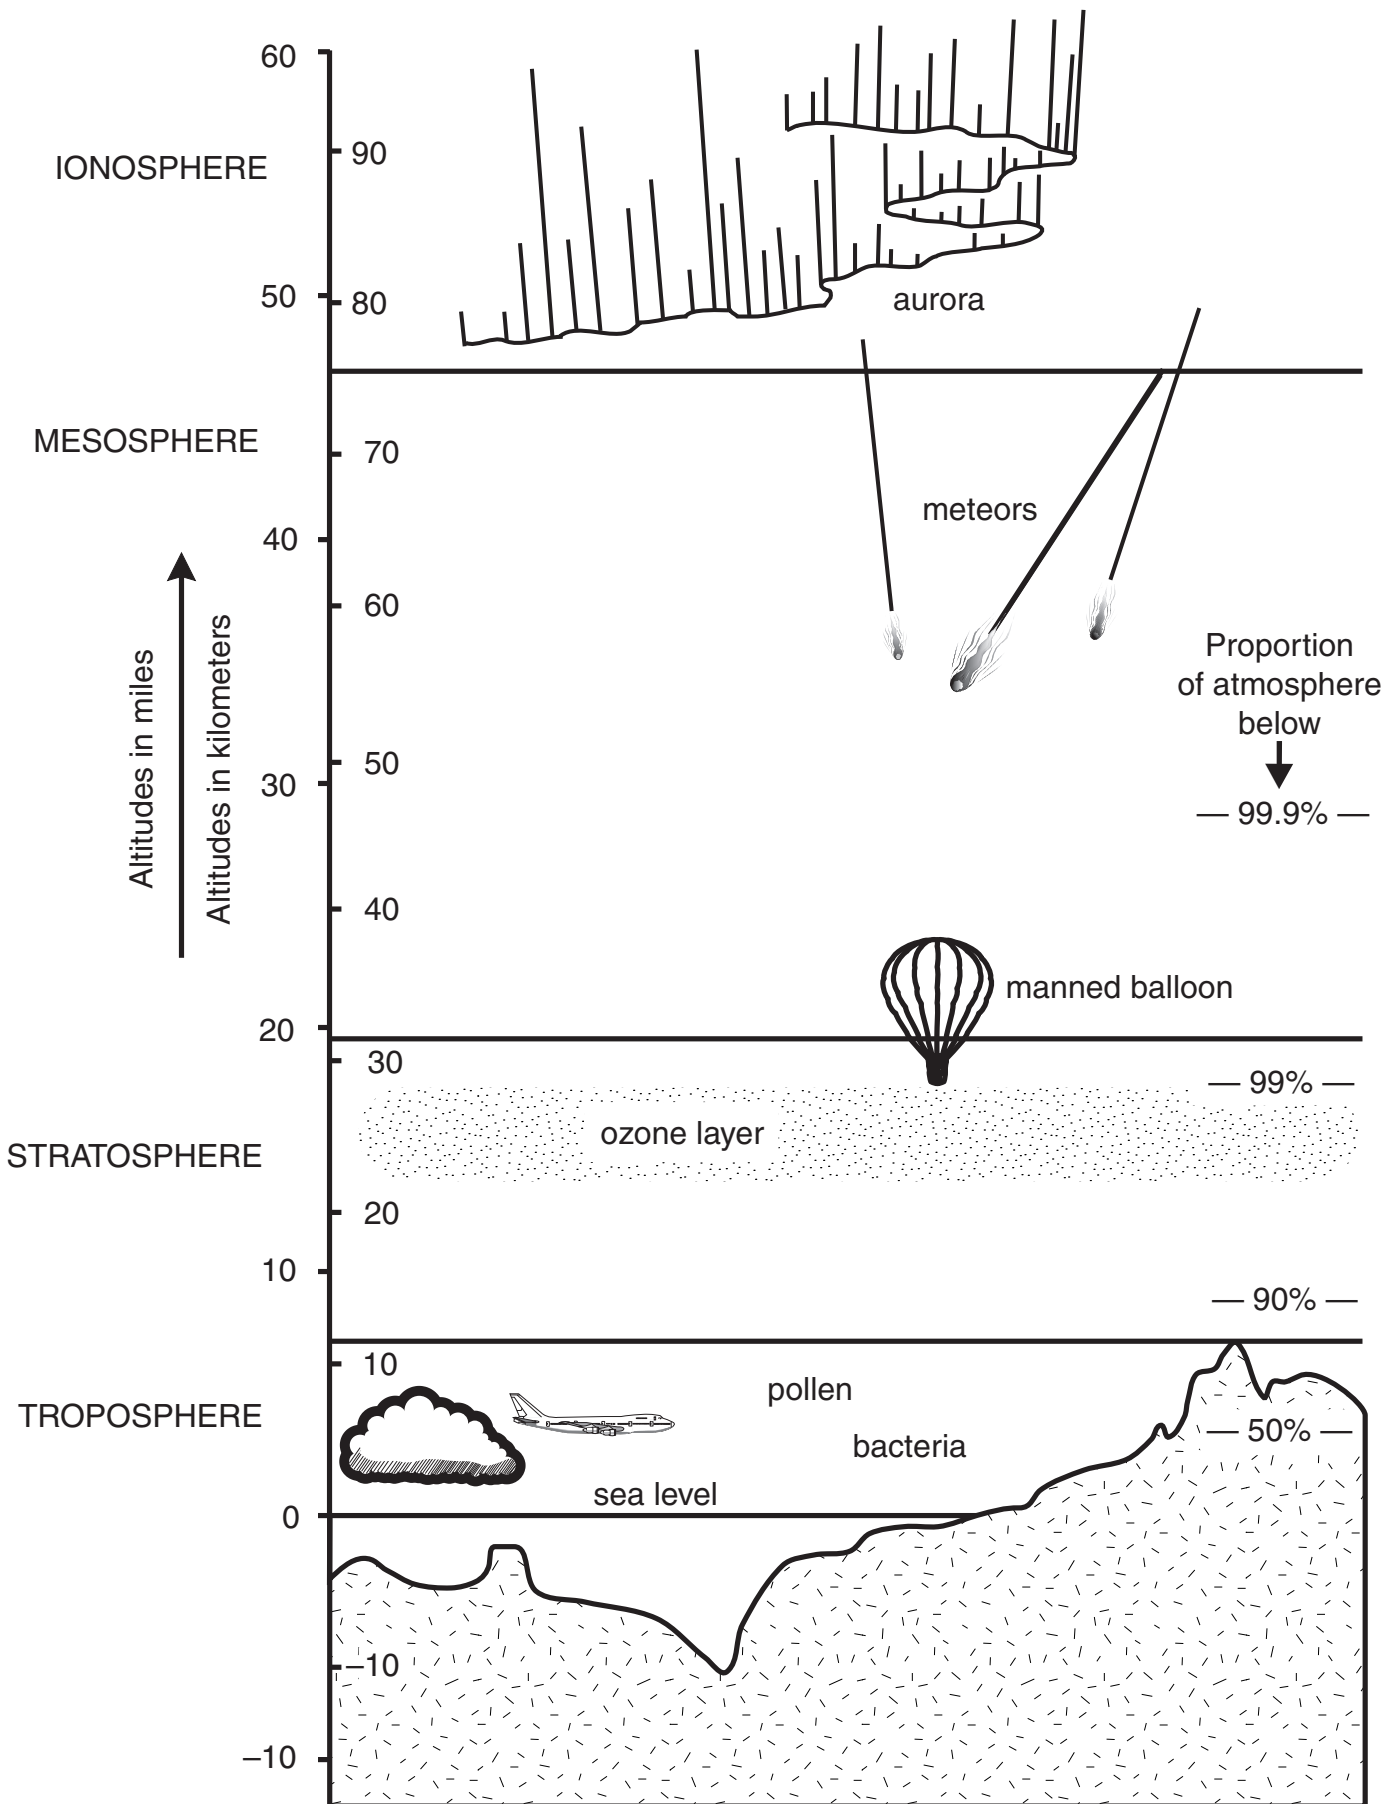 60
90
IONOSPHERE
50
80
aurora
MESOSPHERE
70
meteors
40
60
Proportion
of atmosphere
below
Altitudes in miles
Altitudes in kilometers
50
30
— 99.9% —
40
manned balloon
20
30
— 99% —
ozone layer
STRATOSPHERE
20
10
— 90% —
10
pollen
TROPOSPHERE
— 50% —
bacteria
sea level
0
–10
–10